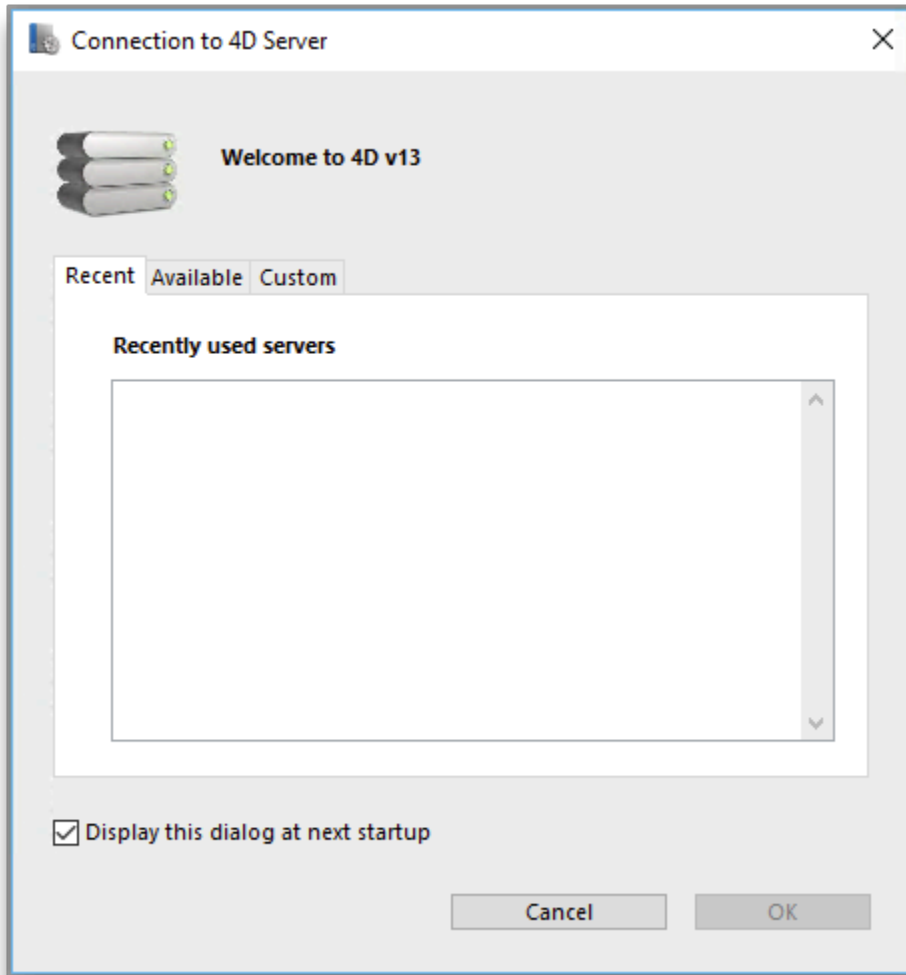 Connection to 4D Server
Welcome to 4D v13
Recent Available Custom
Recently used servers
Display this dialog at next startup
Cancel OK